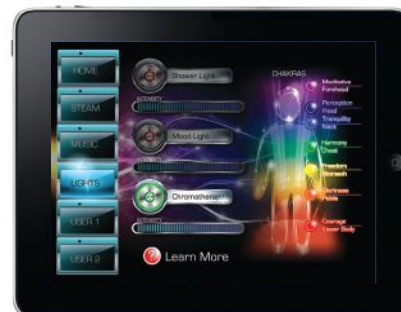 HOME
STEAM
MUSIC
LIGHTS
USER 1
USER 2
Shower Light
INTENSITY
Mood Light
INTENSITY
Chromatherapy
INTENSITY
Learn More
CHAKRAS
Meditative
Forehead
Perception
Head
Tranquility
Neck
Harmony
Chest
Freedom
Stomach
Pelvis
Courage
Lower Body